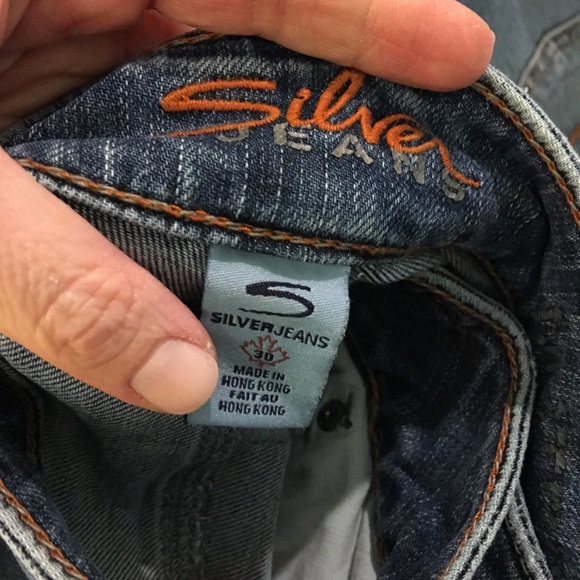 Silver
JEANS
SILVERJEANS
30
MADE IN
HONG KONG
FAIT AU
HONG KONG